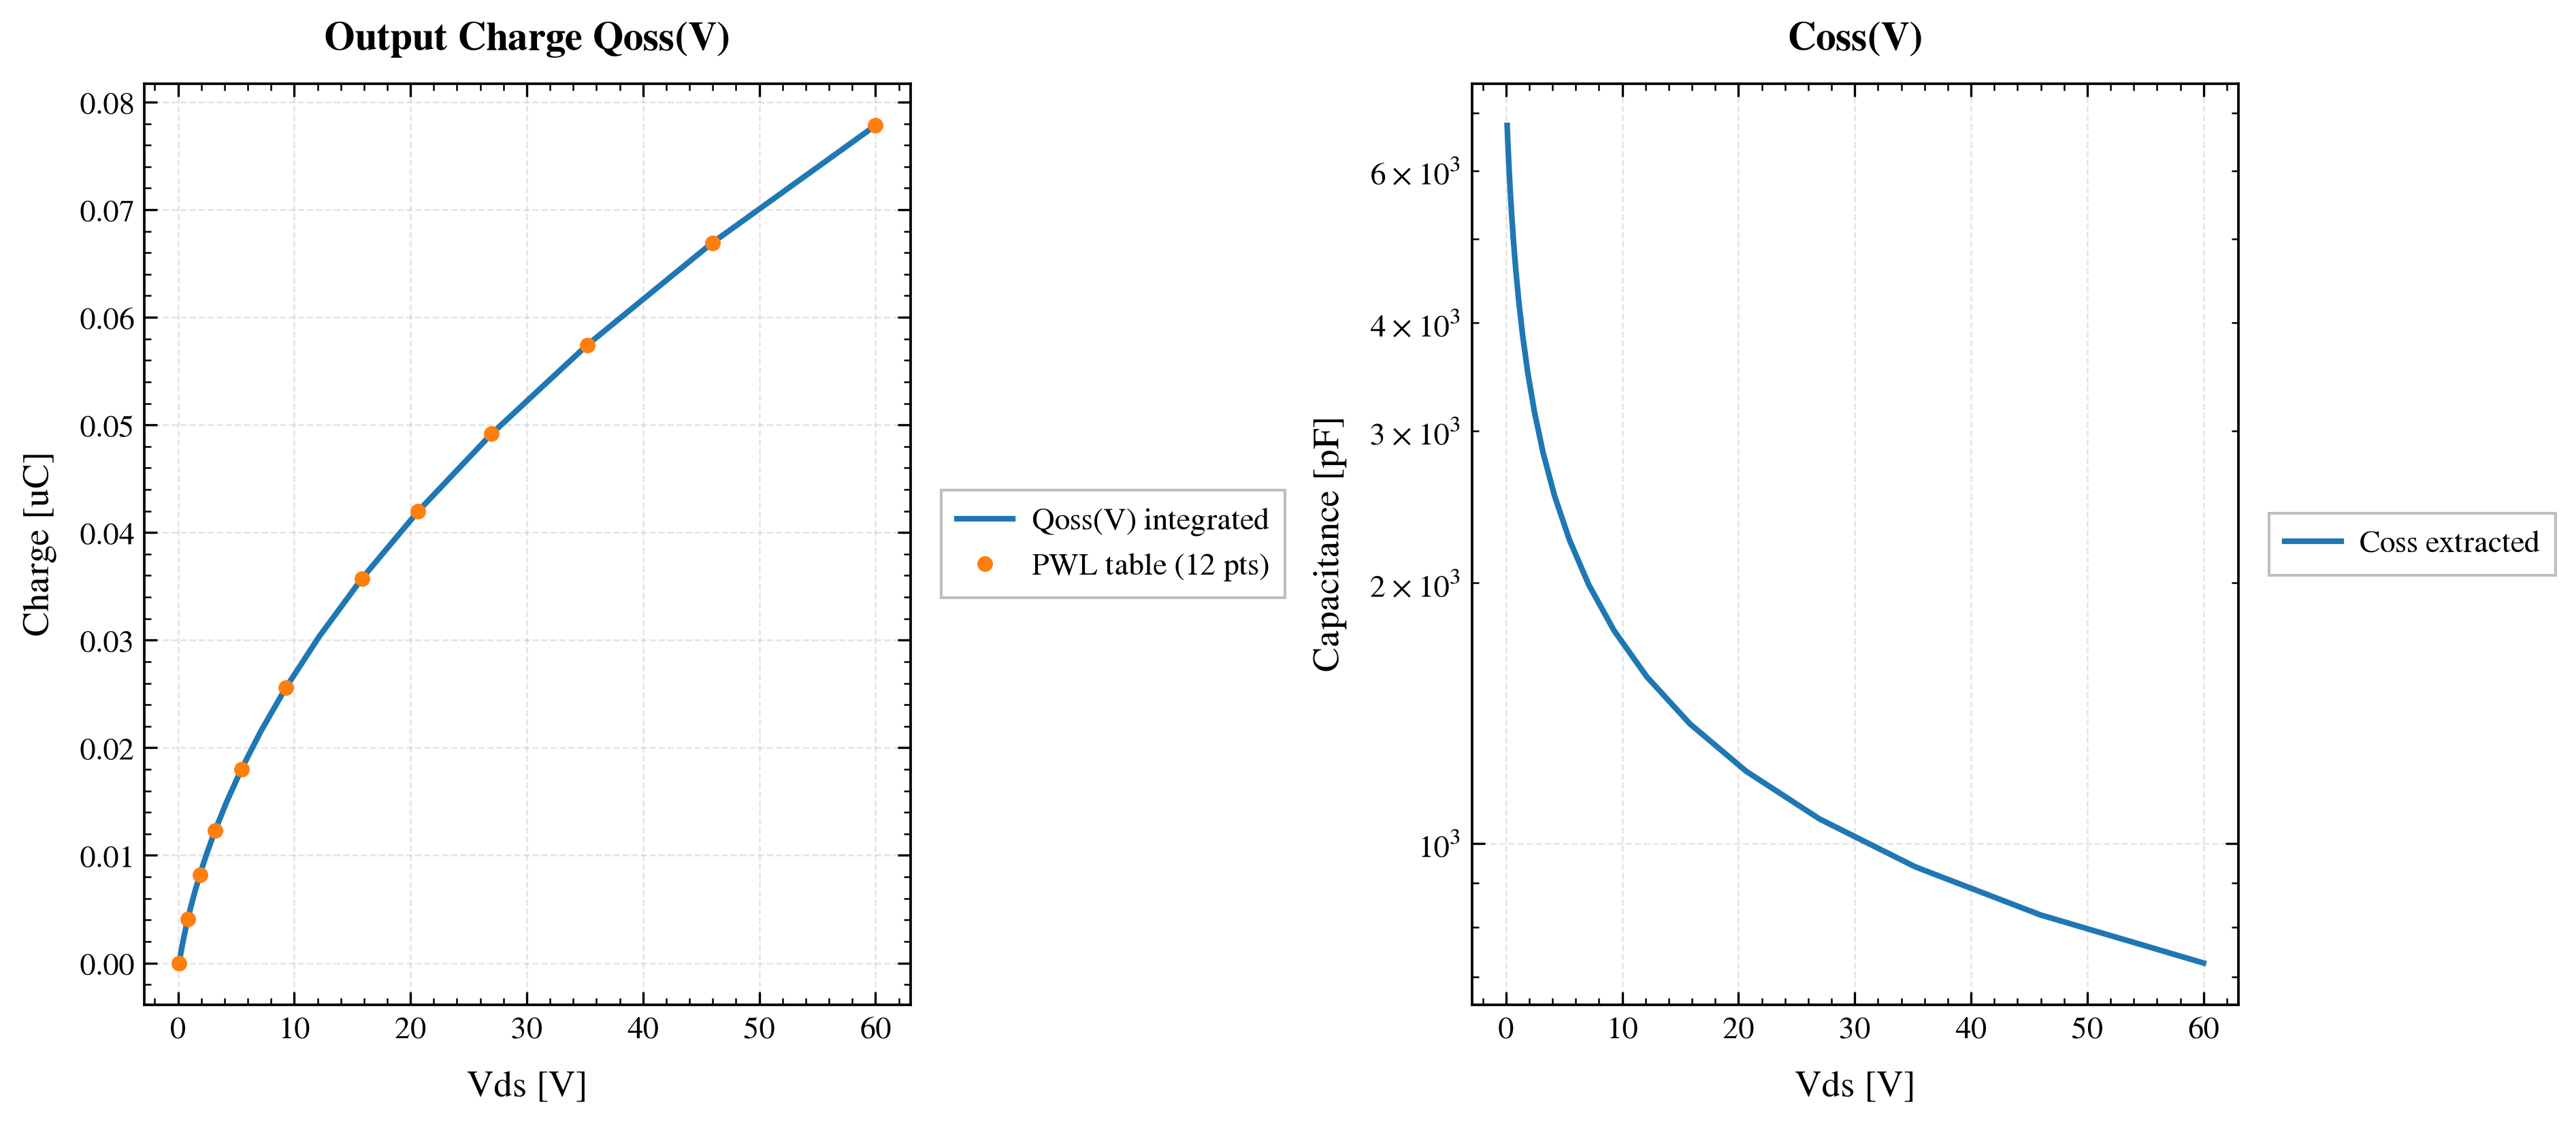 Output Charge Qoss(V)
Charge [uC]
0.08
0.07
0.06
0.05
0.04
0.03
0.02
0.01
0.00
0 10 20 30 40 50 60
Vds [V]
Qoss(V) integrated
PWL table (12 pts)
Coss(V)
Capacitance [pF]
6 × 10³
4 × 10³
3 × 10³
2 × 10³
10³
0 10 20 30 40 50 60
Vds [V]
Coss extracted